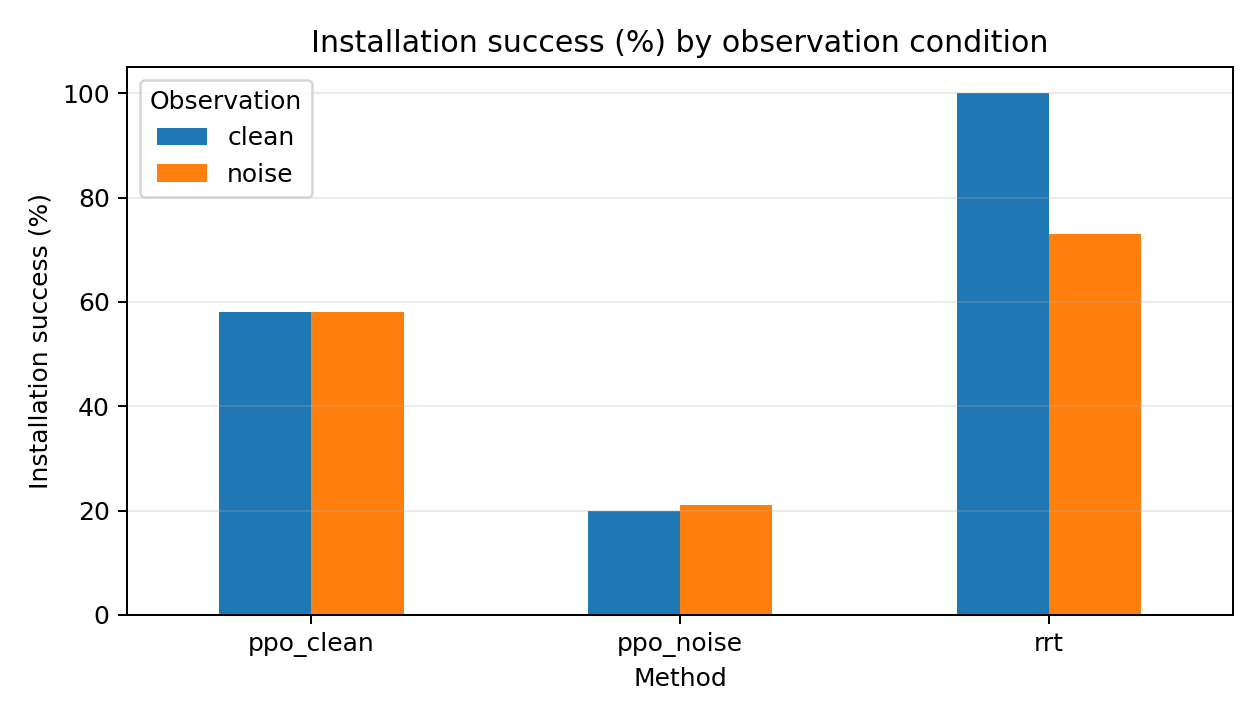 Installation success (%) by observation condition
Installation success (%)
100
80
60
40
20
0
Observation
clean
noise
ppo_clean
ppo_noise
rrt
Method